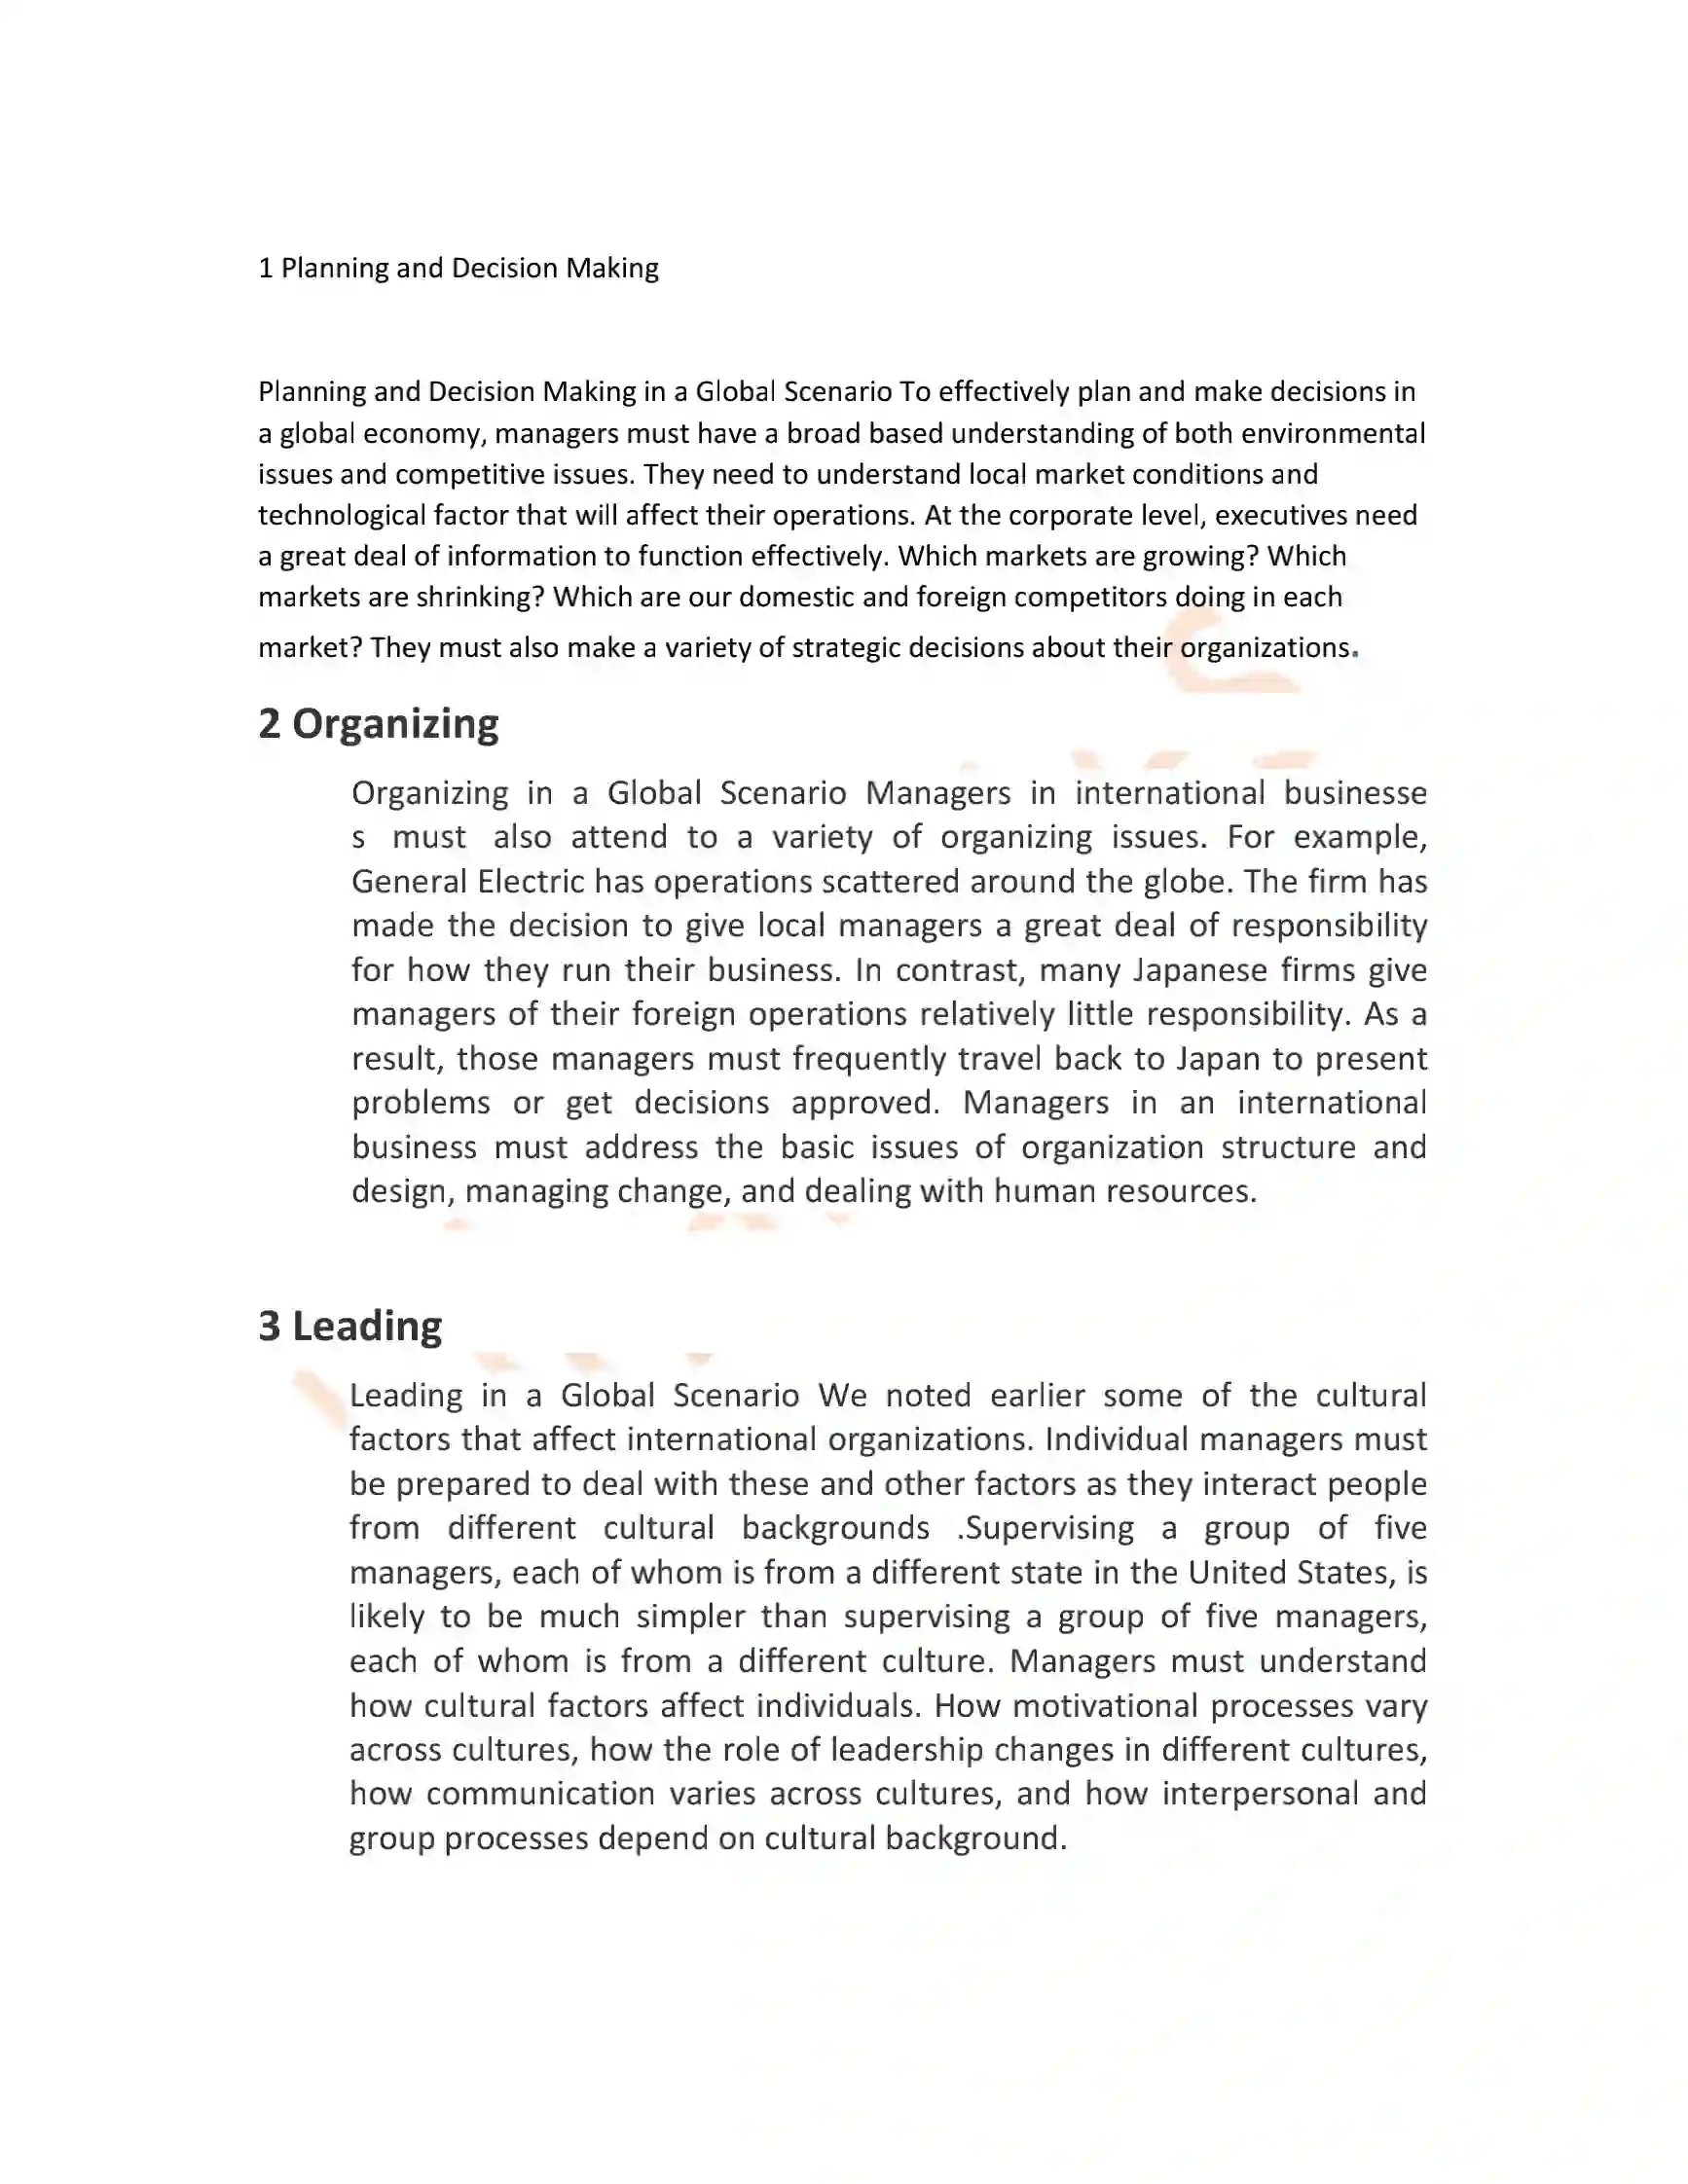 1 Planning and Decision Making
Planning and Decision Making in a Global Scenario To effectively plan and make decisions in
a global economy, managers must have a broad based understanding of both environmental
issues and competitive issues. They need to understand local market conditions and
technological factor that will affect their operations. At the corporate level, executives need
a great deal of information to function effectively. Which markets are growing? Which
markets are shrinking? Which are our domestic and foreign competitors doing in each
market? They must also make a variety of strategic decisions about their organizations.
2 Organizing
Organizing in a Global Scenario Managers in international businesse
s must also attend to a variety of organizing issues. For example,
General Electric has operations scattered around the globe. The firm has
made the decision to give local managers a great deal of responsibility
for how they run their business. In contrast, many Japanese firms give
managers of their foreign operations relatively little responsibility. As a
result, those managers must frequently travel back to Japan to present
problems or get decisions approved. Managers in an international
business must address the basic issues of organization structure and
design, managing change, and dealing with human resources.
3 Leading
Leading in a Global Scenario We noted earlier some of the cultural
factors that affect international organizations. Individual managers must
be prepared to deal with these and other factors as they interact people
from different cultural backgrounds .Supervising a group of five
managers, each of whom is from a different state in the United States, is
likely to be much simpler than supervising a group of five managers,
each of whom is from a different culture. Managers must understand
how cultural factors affect individuals. How motivational processes vary
across cultures, how the role of leadership changes in different cultures,
how communication varies across cultures, and how interpersonal and
group processes depend on cultural background.